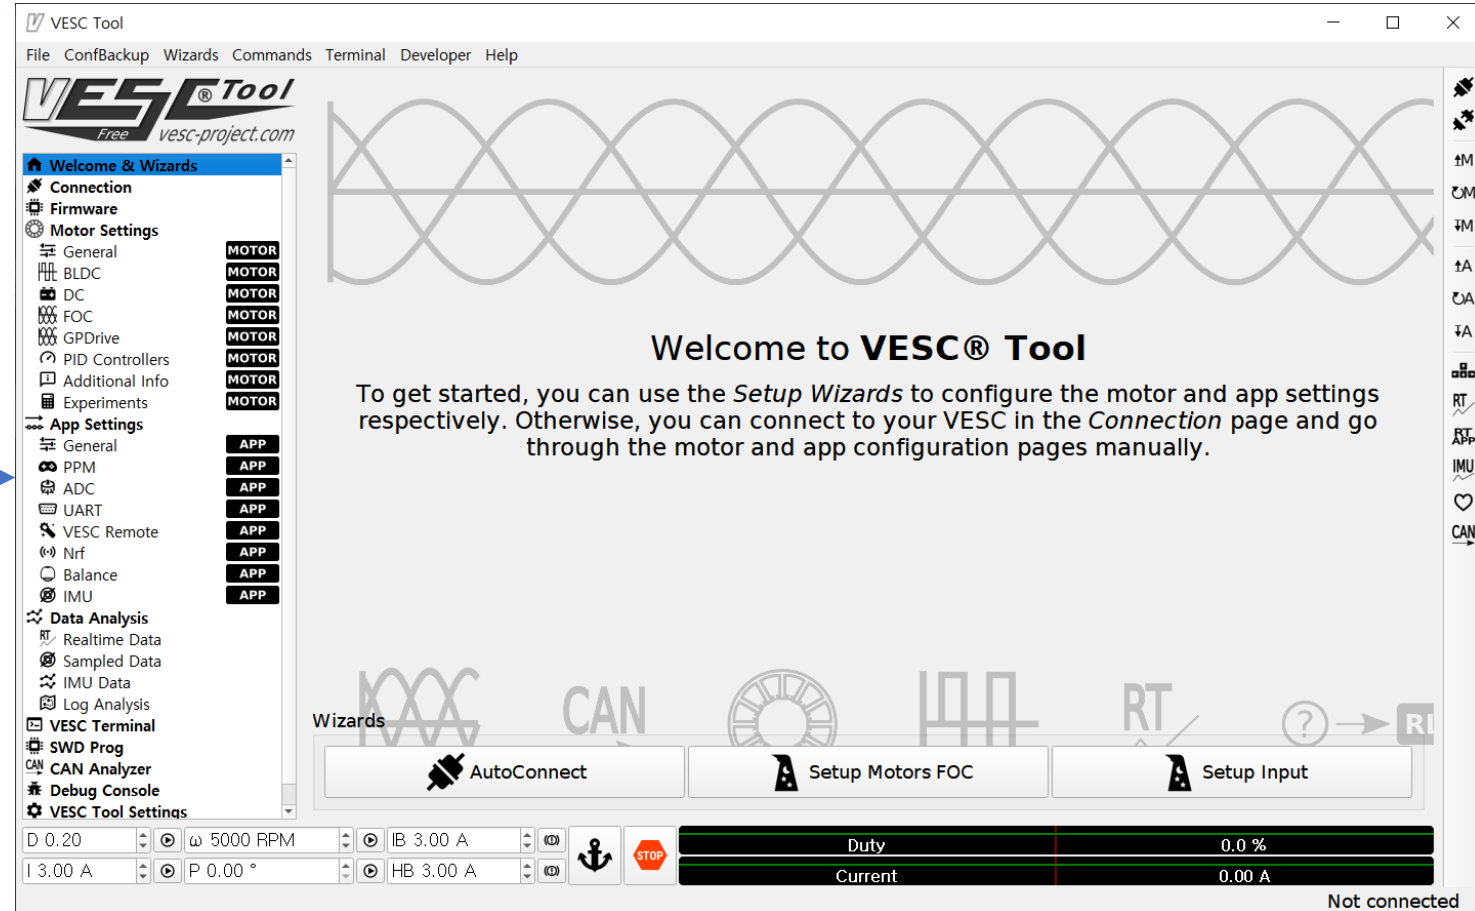 VESC Tool
File ConfBackup Wizards Commands Terminal Developer Help
VESC® Tool
Free vesc-project.com
Welcome & Wizards
Connection
Firmware
Motor Settings
General MOTOR
BLDC MOTOR
DC MOTOR
FOC MOTOR
GPDrive MOTOR
PID Controllers MOTOR
Additional Info MOTOR
Experiments MOTOR
App Settings
General APP
PPM APP
ADC APP
UART APP
VESC Remote APP
Nrf APP
Balance APP
IMU APP
Data Analysis
RT Realtime Data
Sampled Data
IMU Data
Log Analysis
VESC Terminal
SWD Prog
CAN CAN Analyzer
Debug Console
VESC Tool Settings
Welcome to VESC® Tool
To get started, you can use the Setup Wizards to configure the motor and app settings
respectively. Otherwise, you can connect to your VESC in the Connection page and go
through the motor and app configuration pages manually.
CAN RT ?
Wizards
AutoConnect Setup Motors FOC Setup Input
M
M
M
A
A
A
RT
RT
APP
IMU
CAN
D 0.20 ω 5000 RPM IB 3.00 A
I 3.00 A P 0.00 ° HB 3.00 A
STOP
Duty 0.0 %
Current 0.00 A
Not connected